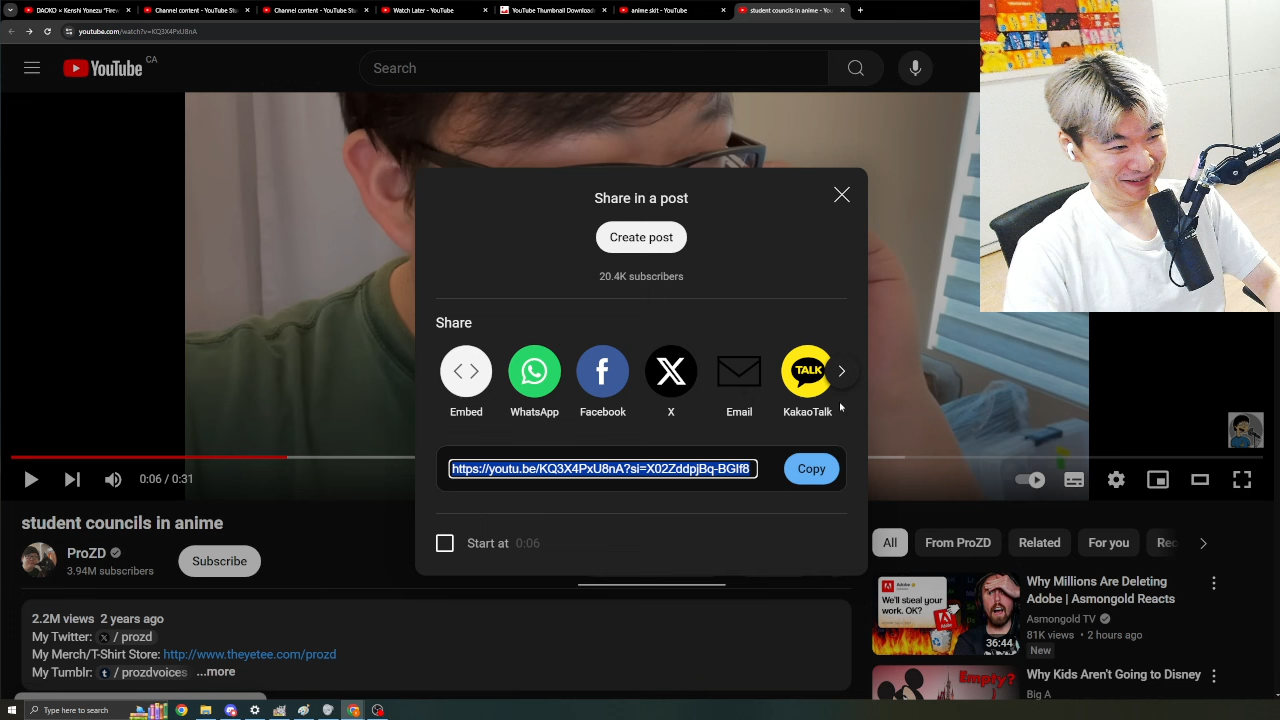 DAOKO × Kenshi Yonezu "Firew
Channel content - YouTube Stu
Channel content - YouTube Stu
Watch Later - YouTube
YouTube Thumbnail Download
anime skit - YouTube
student councils in anime - You
youtube.com/watch?v=KQ3X4PxU8nA
YouTube CA
Search
Share in a post
Create post
20.4K subscribers
Share
TALK
Embed
WhatsApp
Facebook
X
Email
KakaoTalk
https://youtu.be/KQ3X4PxU8nA?si=X02ZddpjBq-BGIf8
Copy
0:06 / 0:31
Start at 0:06
student councils in anime
ProZD
3.94M subscribers
Subscribe
All
From ProZD
Related
For you
Rec
2.2M views 2 years ago
My Twitter: / prozd
My Merch/T-Shirt Store: http://www.theyetee.com/prozd
My Tumblr: / prozdvoices ...more
Adobe
We'll steal your
work. OK?
36:44
Why Millions Are Deleting
Adobe | Asmongold Reacts
Asmongold TV
81K views • 2 hours ago
New
Empty?
Why Kids Aren't Going to Disney
Big A
Type here to search